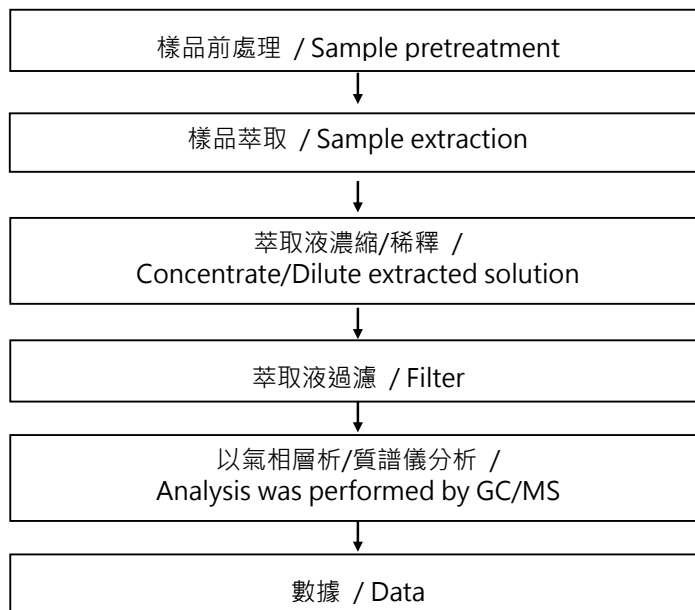 樣品前處理 / Sample pretreatment
樣品萃取 / Sample extraction
萃取液濃縮/稀釋 /
Concentrate/Dilute extracted solution
萃取液過濾 / Filter
以氣相層析/質譜儀分析 /
Analysis was performed by GC/MS
數據 / Data